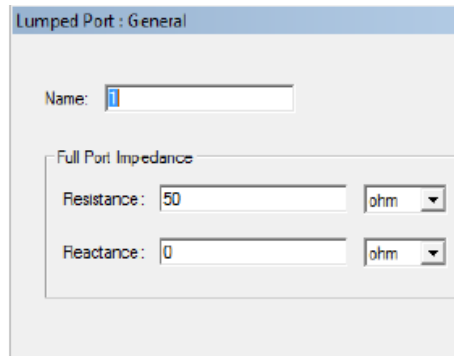 Lumped Port : General
Name: 1
Full Port Impedance
Resistance: 50 ohm
Reactance: 0 ohm